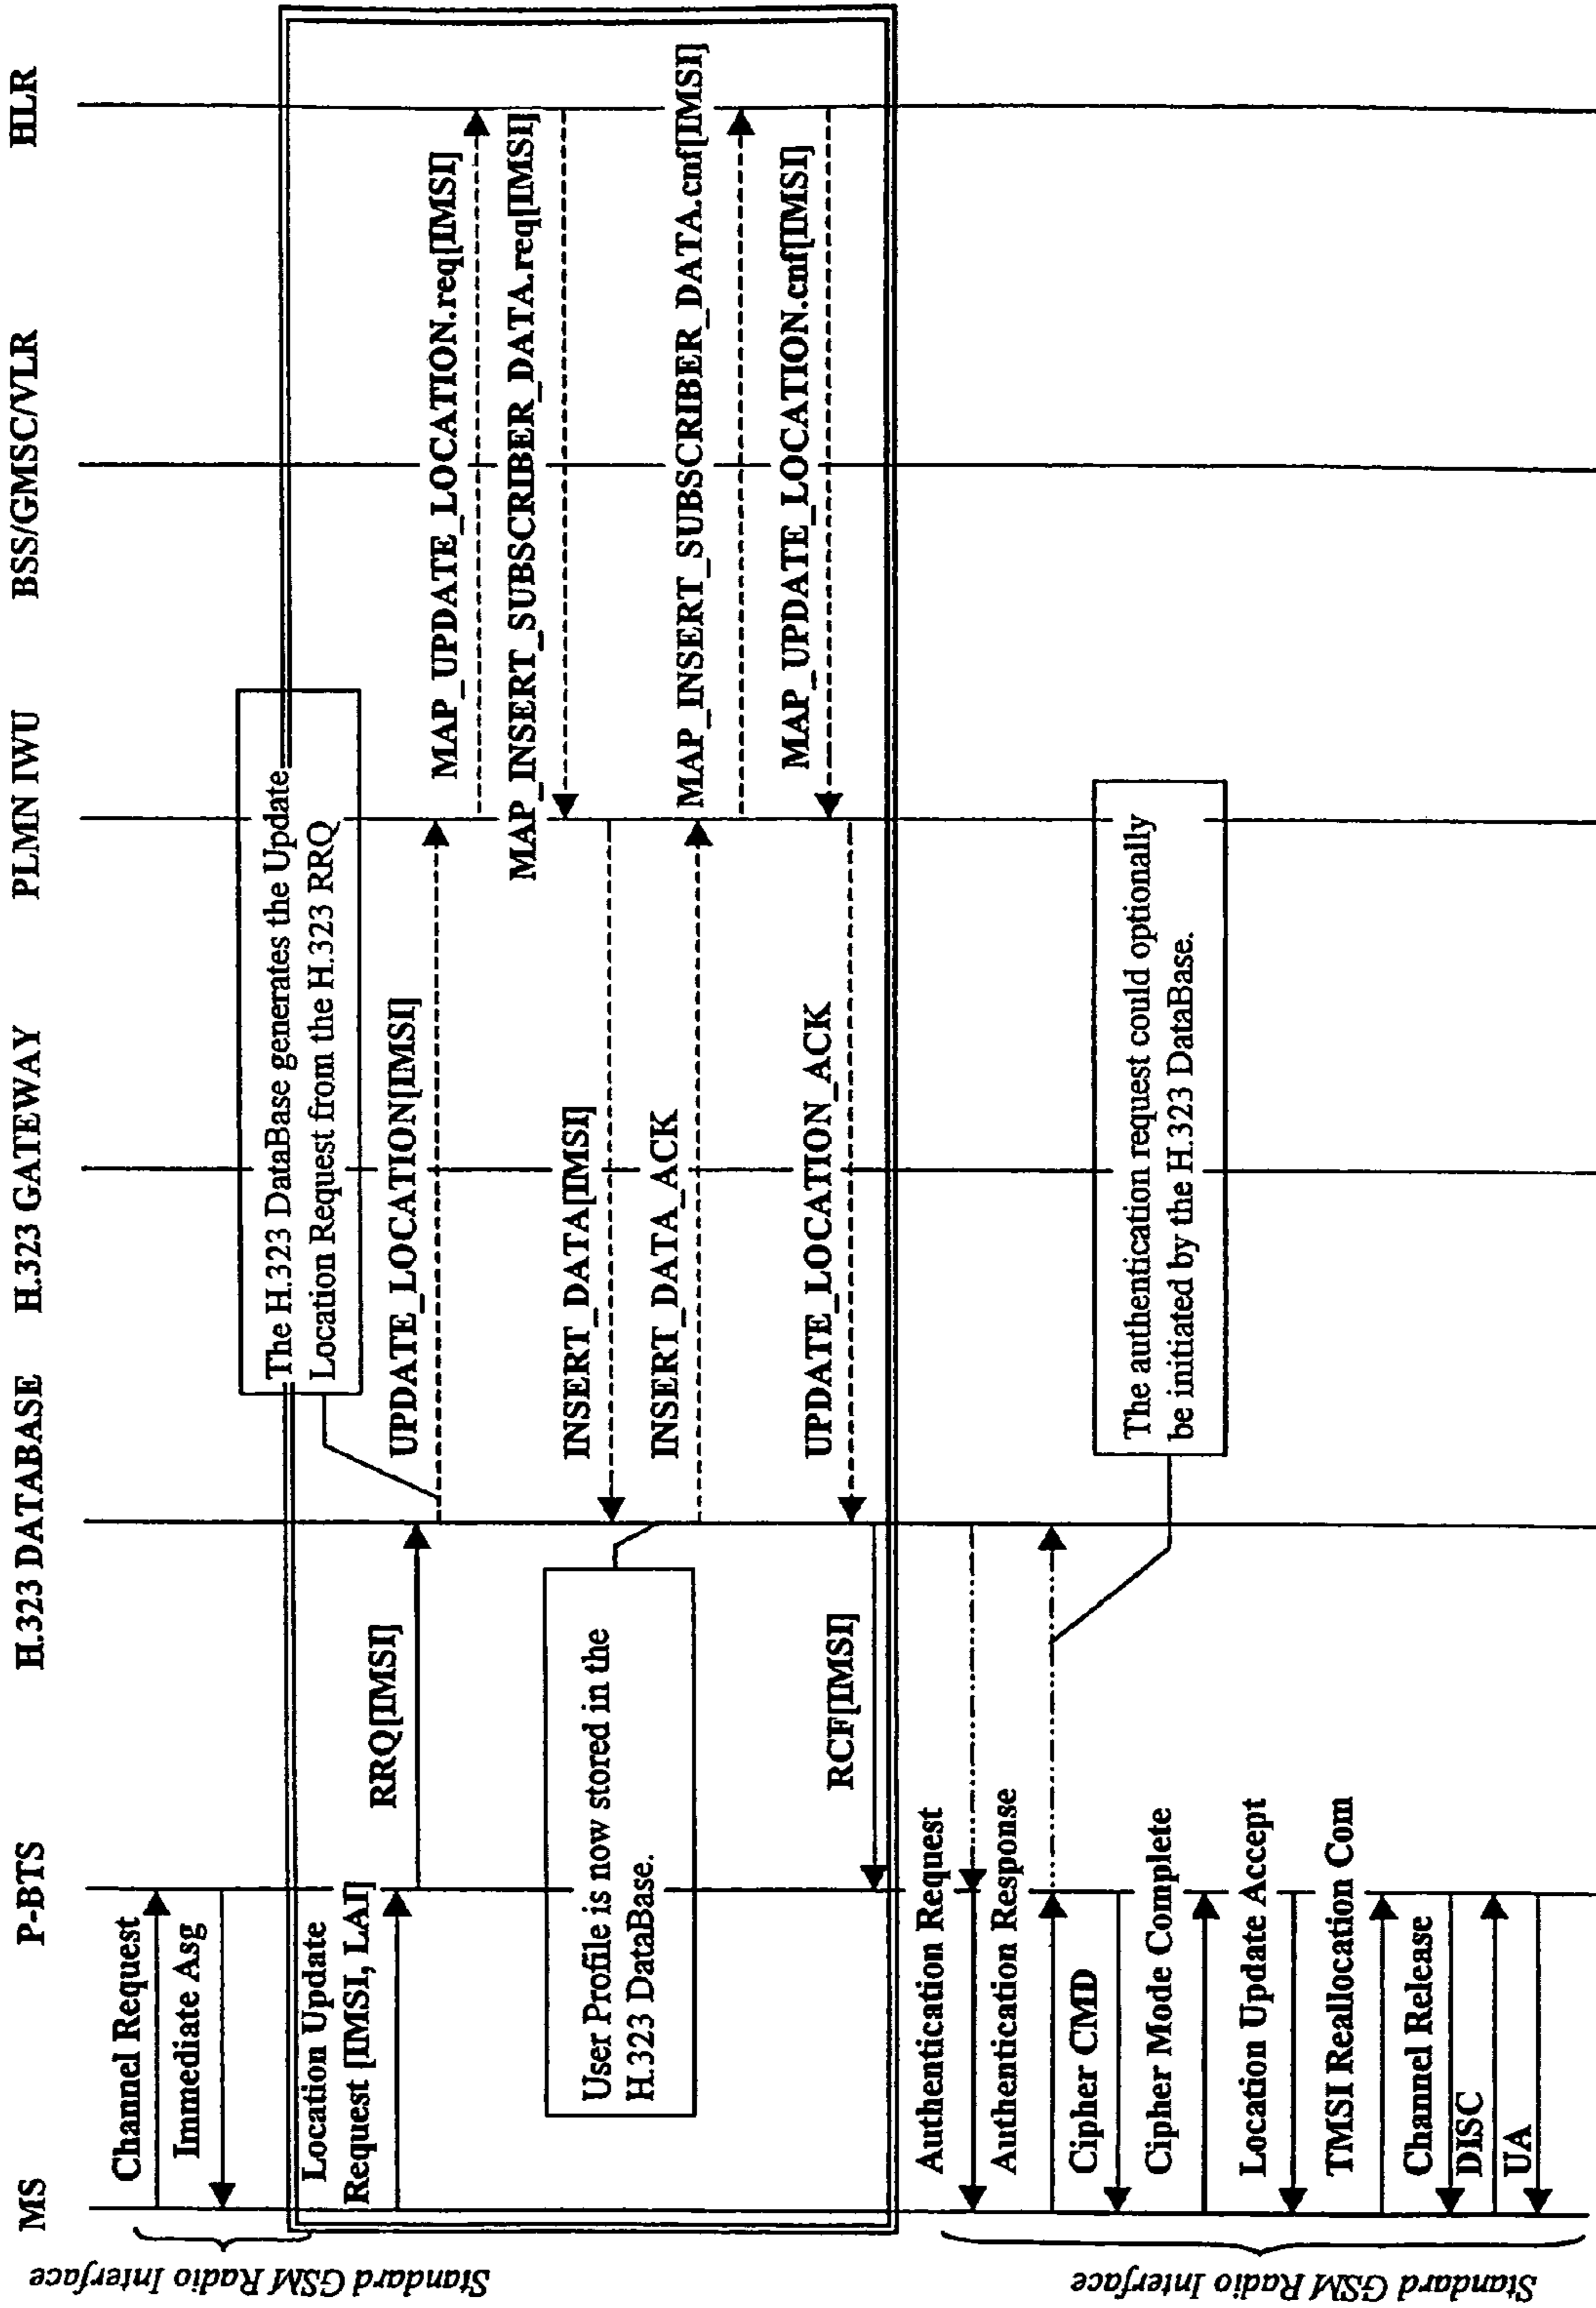 MS
P-BTS
H.323 DATABASE
H.323 GATEWAY
PLMN IWU
BSS/GMSC/VLR
HLR
Standard GSM Radio Interface
Channel Request
Immediate Asg
The H.323 DataBase generates the Update
Location Request from the H.323 RRQ
Location Update
Request [IMSI, LAI]
RRQ[IMSI]
UPDATE_LOCATION[IMSI]
MAP_UPDATE_LOCATION.req[IMSI]
MAP_INSERT_SUBSCRIBER_DATA.req[IMSI]
INSERT_DATA[IMSI]
User Profile is now stored in the
H.323 DataBase.
INSERT_DATA_ACK
MAP_INSERT_SUBSCRIBER_DATA.cnf[IMSI]
MAP_UPDATE_LOCATION.cnf[IMSI]
UPDATE_LOCATION_ACK
RCF[IMSI]
Standard GSM Radio Interface
Authentication Request
Authentication Response
The authentication request could optionally
be initiated by the H.323 DataBase.
Cipher CMD
Cipher Mode Complete
Location Update Accept
TMSI Reallocation Com
Channel Release
DISC
UA